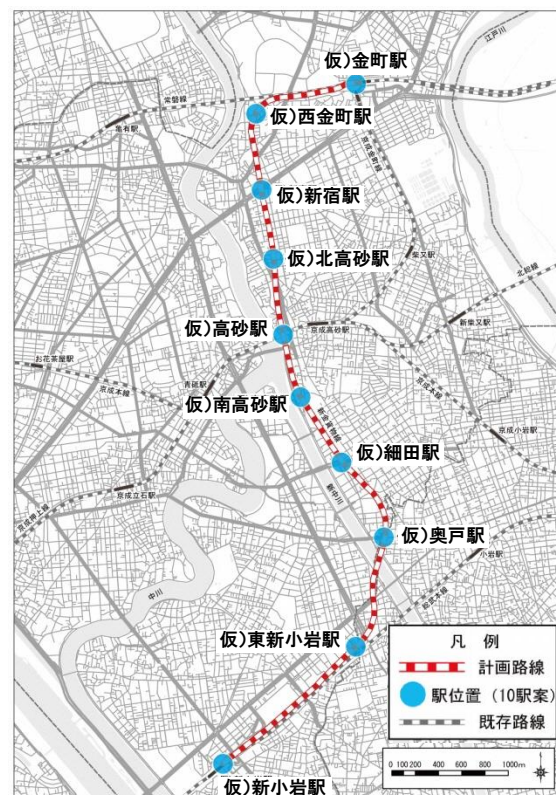 仮)金町駅
江戸川
常磐線
亀有駅
仮)西金町駅
京成金町線
仮)新宿駅
柴又駅
仮)北高砂駅
北総線
仮)高砂駅
京成高砂駅
新柴又駅
お花茶屋駅
京成本線
青砥駅
京成本線
仮)南高砂駅
新金貨物線
京成小岩駅
仮)細田駅
京成立石駅
新中川
京成押上線
仮)奥戸駅
小岩駅
中川
総武本線
仮)東新小岩駅
凡 例
計画路線
駅位置 (10駅案)
既存路線
0 100 200 400 600 800 1000m
仮)新小岩駅